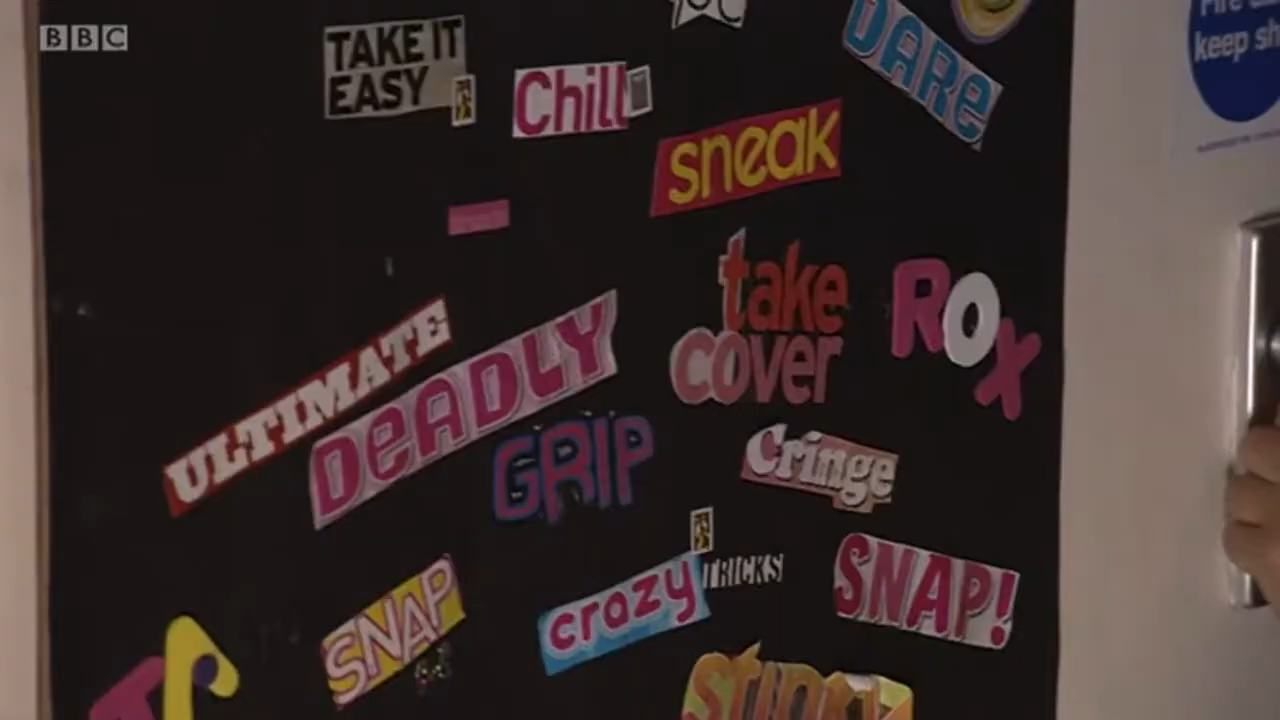 BBC
TAKE IT
EASY
Chill
DARE
keep sh
sneak
take
cover
ROX
ULTIMATE
DEADLY
GRIP
Cringe
SNAP
crazy
TRICKS
SNAP!